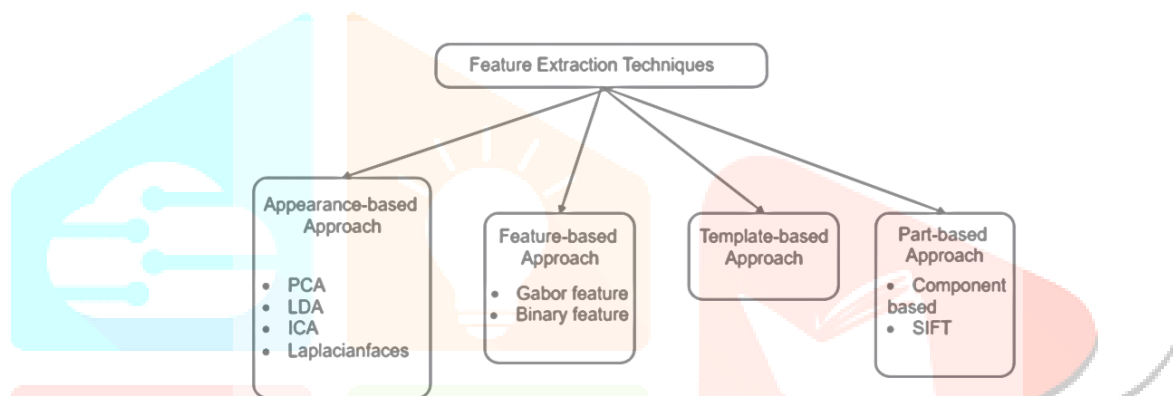 Feature Extraction Techniques
Appearance-based
Approach
• PCA
• LDA
• ICA
• Laplacianfaces
Feature-based
Approach
• Gabor feature
• Binary feature
Template-based
Approach
Part-based
Approach
• Component
based
• SIFT